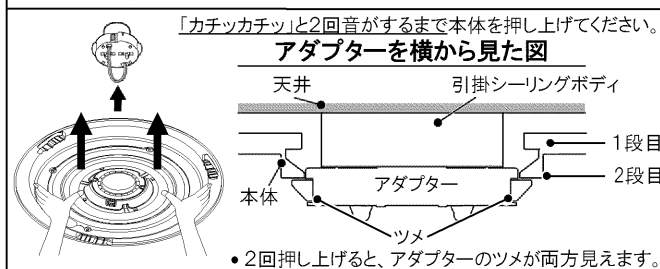 「カチッカチッ」と2回音がするまで本体を押し上げてください。
アダプターを横から見た図
天井
引掛シーリングボディ
1段目
2段目
アダプター
本体
ツメ
• 2回押し上げると、アダプターのツメが両方見えます。